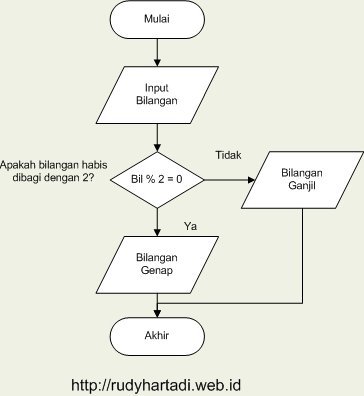 Mulai
Input
Bilangan
Apakah bilangan habis
dibagi dengan 2?
Bil % 2 = 0
Tidak
Bilangan
Ganjil
Ya
Bilangan
Genap
Akhir
http://rudyhartadi.web.id